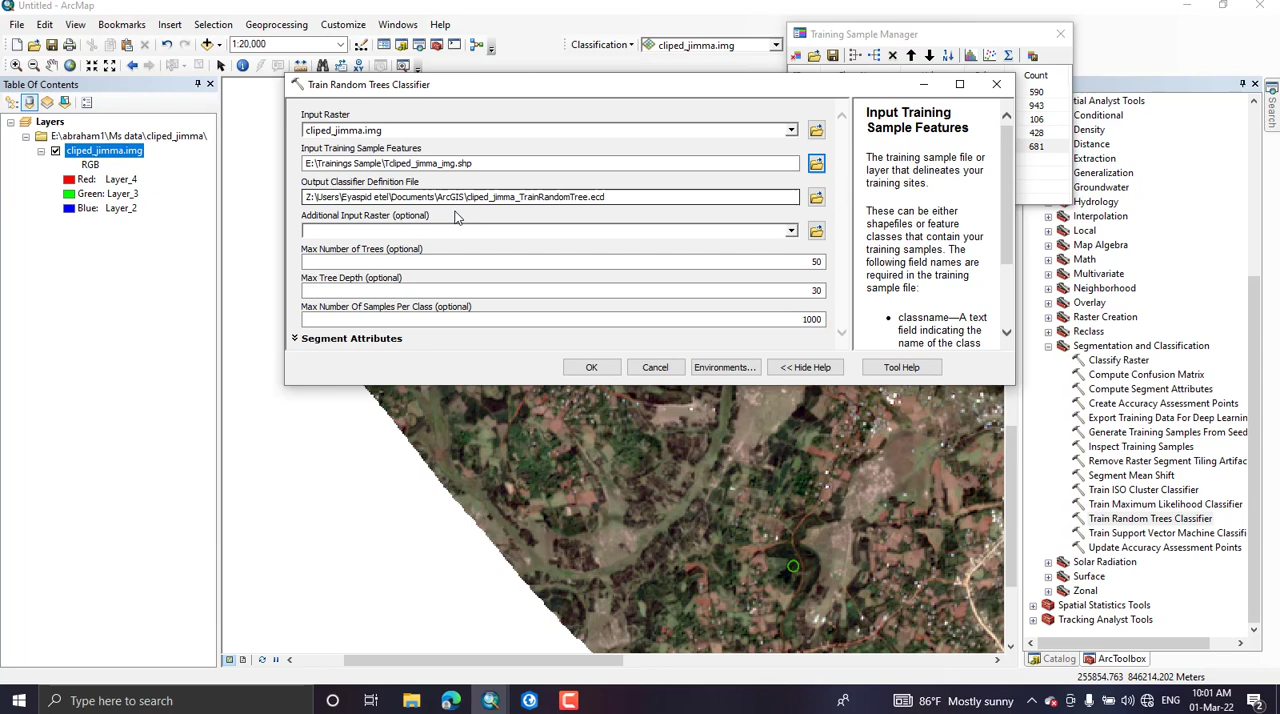 Untitled - ArcMap
File Edit View Bookmarks Insert Selection Geoprocessing Customize Windows Help
1:20,000
Classification cliped_jimma.img
Training Sample Manager
Count
590
943
106
428
681
Table Of Contents
Layers
E:\abraham1\Ms data\cliped_jimma\
cliped_jimma.img
RGB
Red: Layer_4
Green: Layer_3
Blue: Layer_2
Train Random Trees Classifier
Input Raster
cliped_jimma.img
Input Training Sample Features
E:\Trainings Sample\Tcliped_jimma_img.shp
Output Classifier Definition File
Z:\Users\Eyaspid etel\Documents\ArcGIS\cliped_jimma_TrainRandomTree.ecd
Additional Input Raster (optional)
Max Number of Trees (optional)
50
Max Tree Depth (optional)
30
Max Number Of Samples Per Class (optional)
1000
Segment Attributes
OK Cancel Environments... << Hide Help Tool Help
Input Training
Sample Features
The training sample file or
layer that delineates your
training sites.
These can be either
shapefiles or feature
classes that contain your
training samples. The
following field names are
required in the training
sample file:
• classname—A text
field indicating the
name of the class
tial Analyst Tools
Conditional
Density
Distance
Extraction
Generalization
Groundwater
Hydrology
Interpolation
Local
Map Algebra
Math
Multivariate
Neighborhood
Overlay
Raster Creation
Reclass
Segmentation and Classification
Classify Raster
Compute Confusion Matrix
Compute Segment Attributes
Create Accuracy Assessment Points
Export Training Data For Deep Learnin
Generate Training Samples From Seed
Inspect Training Samples
Remove Raster Segment Tiling Artifac
Segment Mean Shift
Train ISO Cluster Classifier
Train Maximum Likelihood Classifier
Train Random Trees Classifier
Train Support Vector Machine Classifi
Update Accuracy Assessment Points
Solar Radiation
Surface
Zonal
Spatial Statistics Tools
Tracking Analyst Tools
Search
Catalog ArcToolbox
255854.763 846214.202 Meters
Type here to search
86°F Mostly sunny
ENG
10:01 AM
01-Mar-22
2